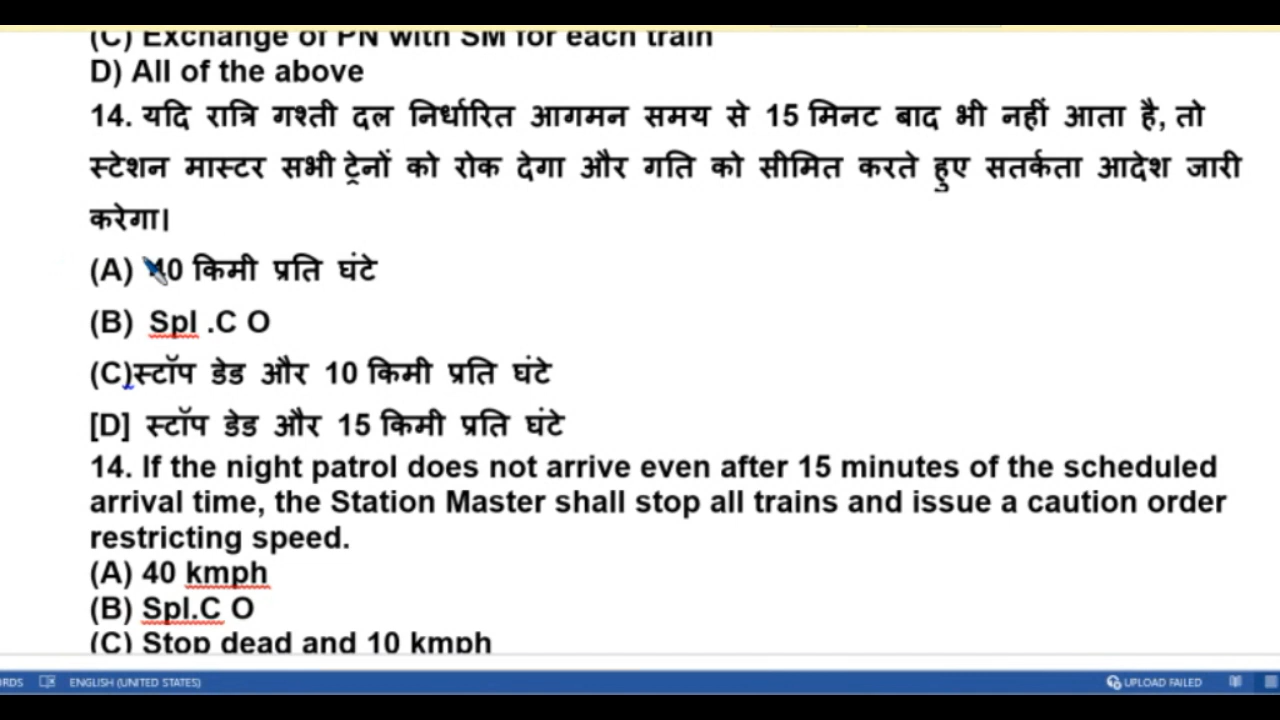 (C) Exchange of PN with SM for each train
D) All of the above
14. यदि रात्रि गश्ती दल निर्धारित आगमन समय से 15 मिनट बाद भी नहीं आता है, तो
स्टेशन मास्टर सभी ट्रेनों को रोक देगा और गति को सीमित करते हुए सतर्कता आदेश जारी
करेगा।
(A) 40 किमी प्रति घंटे
(B) Spl .C O
(C)स्टॉप डेड और 10 किमी प्रति घंटे
[D] स्टॉप डेड और 15 किमी प्रति घंटे
14. If the night patrol does not arrive even after 15 minutes of the scheduled
arrival time, the Station Master shall stop all trains and issue a caution order
restricting speed.
(A) 40 kmph
(B) Spl.C O
(C) Stop dead and 10 kmph
RDS ENGLISH (UNITED STATES) UPLOAD FAILED